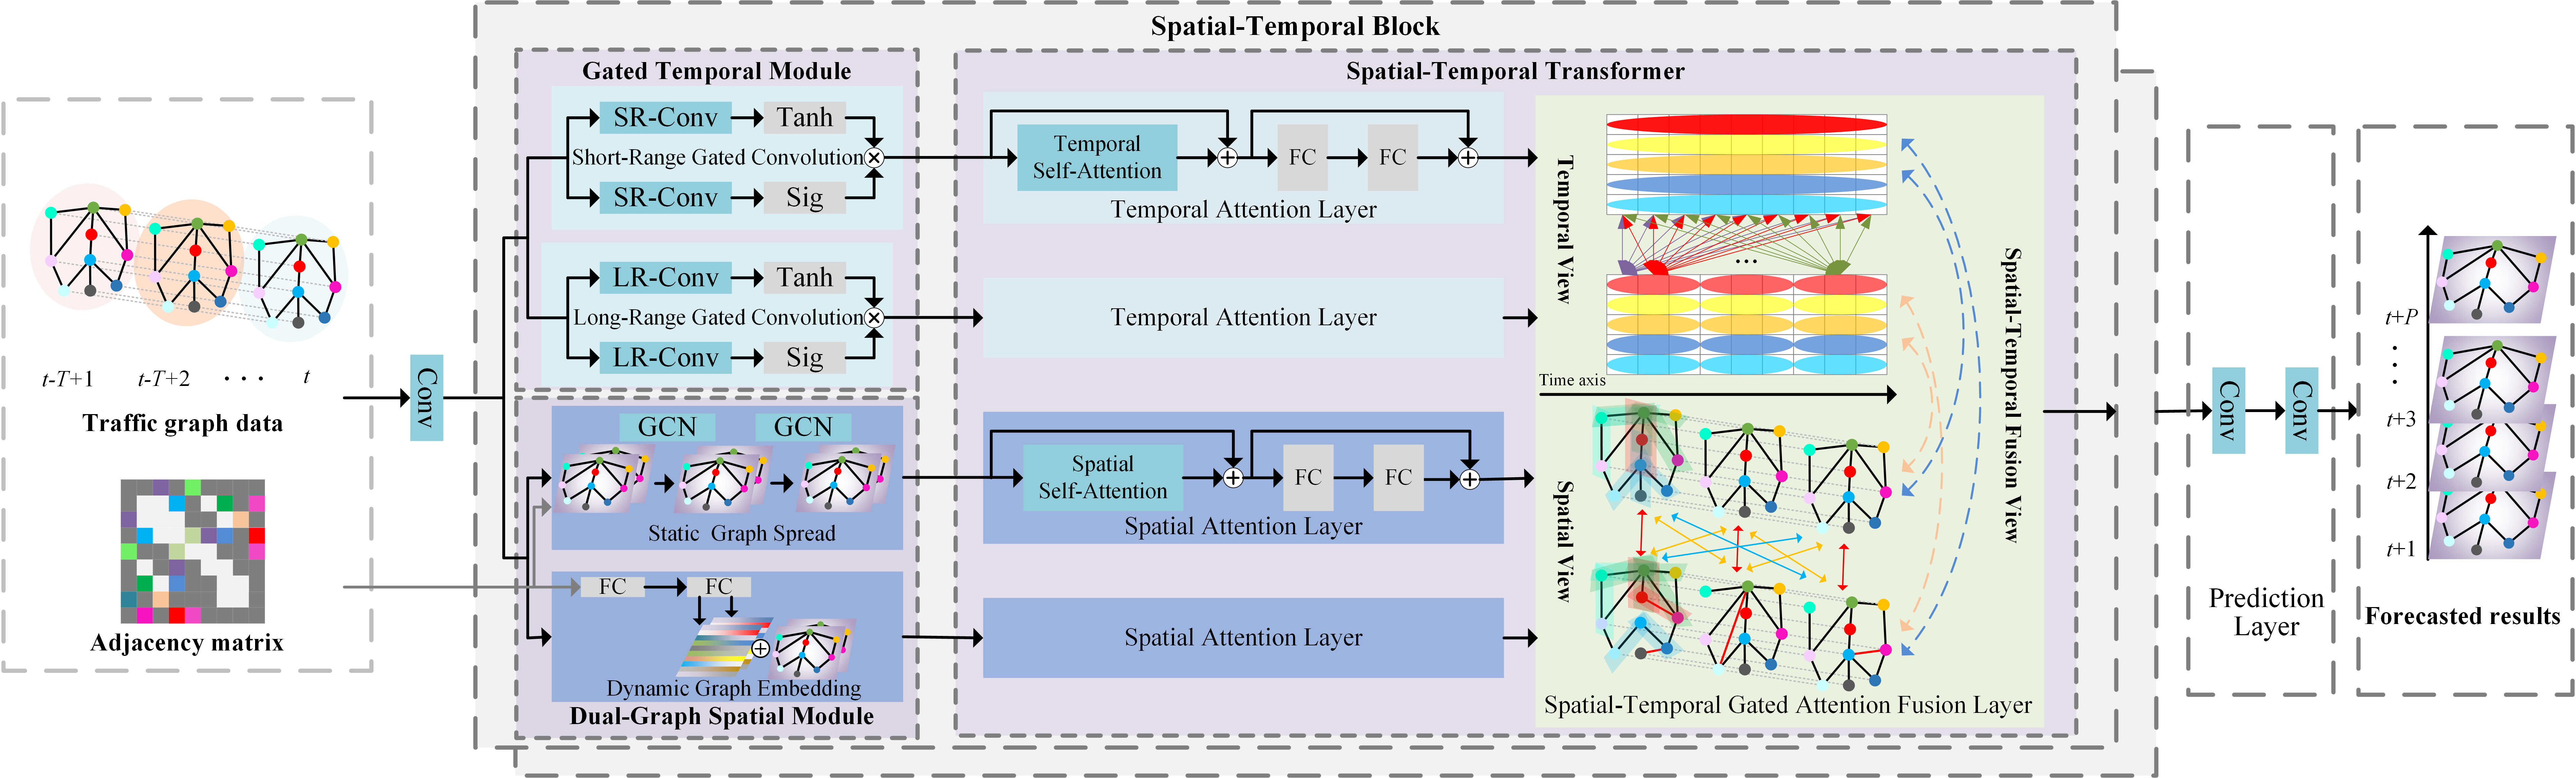 Spatial-Temporal Block
Gated Temporal Module
SR-Conv
Tanh
Short-Range Gated Convolution
SR-Conv
Sig
LR-Conv
Tanh
Long-Range Gated Convolution
LR-Conv
Sig
t-T+1
t-T+2
· · ·
t
Traffic graph data
Adjacency matrix
Conv
GCN
GCN
Static Graph Spread
FC
FC
Dynamic Graph Embedding
Dual-Graph Spatial Module
Spatial-Temporal Transformer
Temporal
Self-Attention
FC
FC
Temporal Attention Layer
Temporal Attention Layer
Spatial
Self-Attention
FC
FC
Spatial Attention Layer
Spatial Attention Layer
Temporal View
...
Time axis
Spatial View
Spatial-Temporal Fusion View
Spatial-Temporal Gated Attention Fusion Layer
Conv
Conv
Prediction
Layer
t+P
t+3
t+2
t+1
Forecasted results